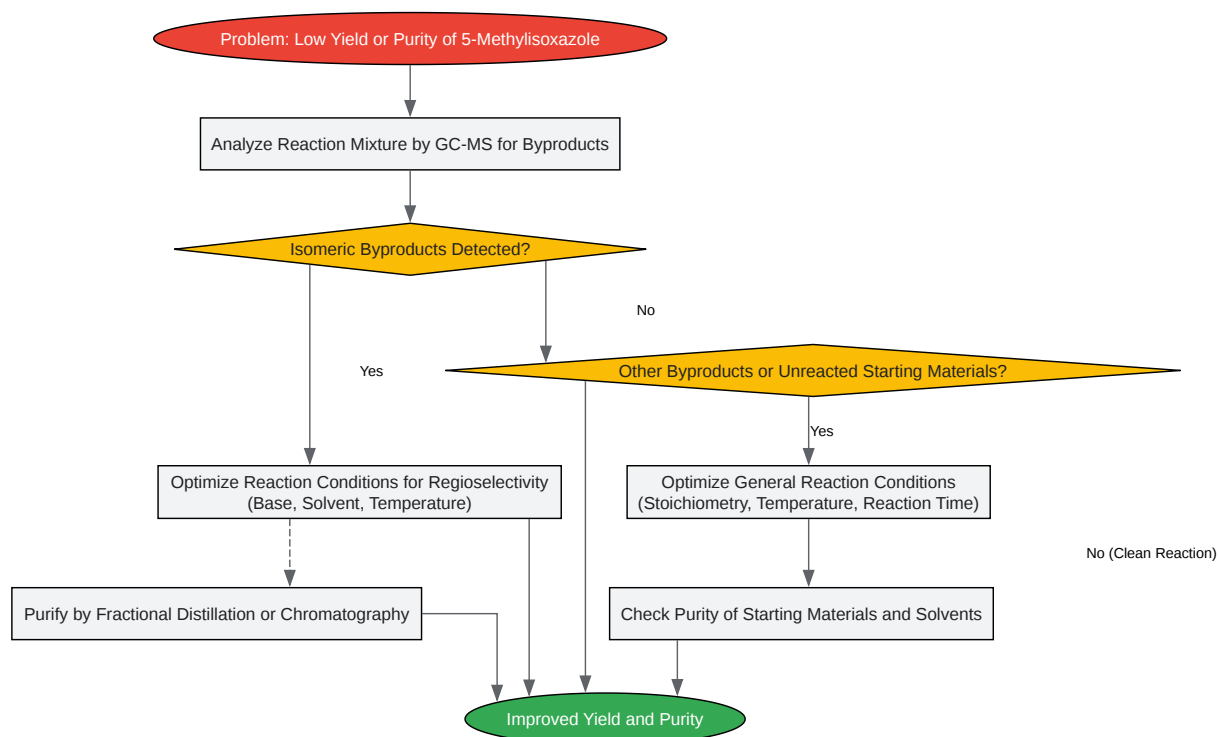 Problem: Low Yield or Purity of 5-Methylisoxazole
Analyze Reaction Mixture by GC-MS for Byproducts
Isomeric Byproducts Detected?
No
Yes
Other Byproducts or Unreacted Starting Materials?
Yes
Optimize Reaction Conditions for Regioselectivity
(Base, Solvent, Temperature)
Optimize General Reaction Conditions
(Stoichiometry, Temperature, Reaction Time)
No (Clean Reaction)
Purify by Fractional Distillation or Chromatography
Check Purity of Starting Materials and Solvents
Improved Yield and Purity